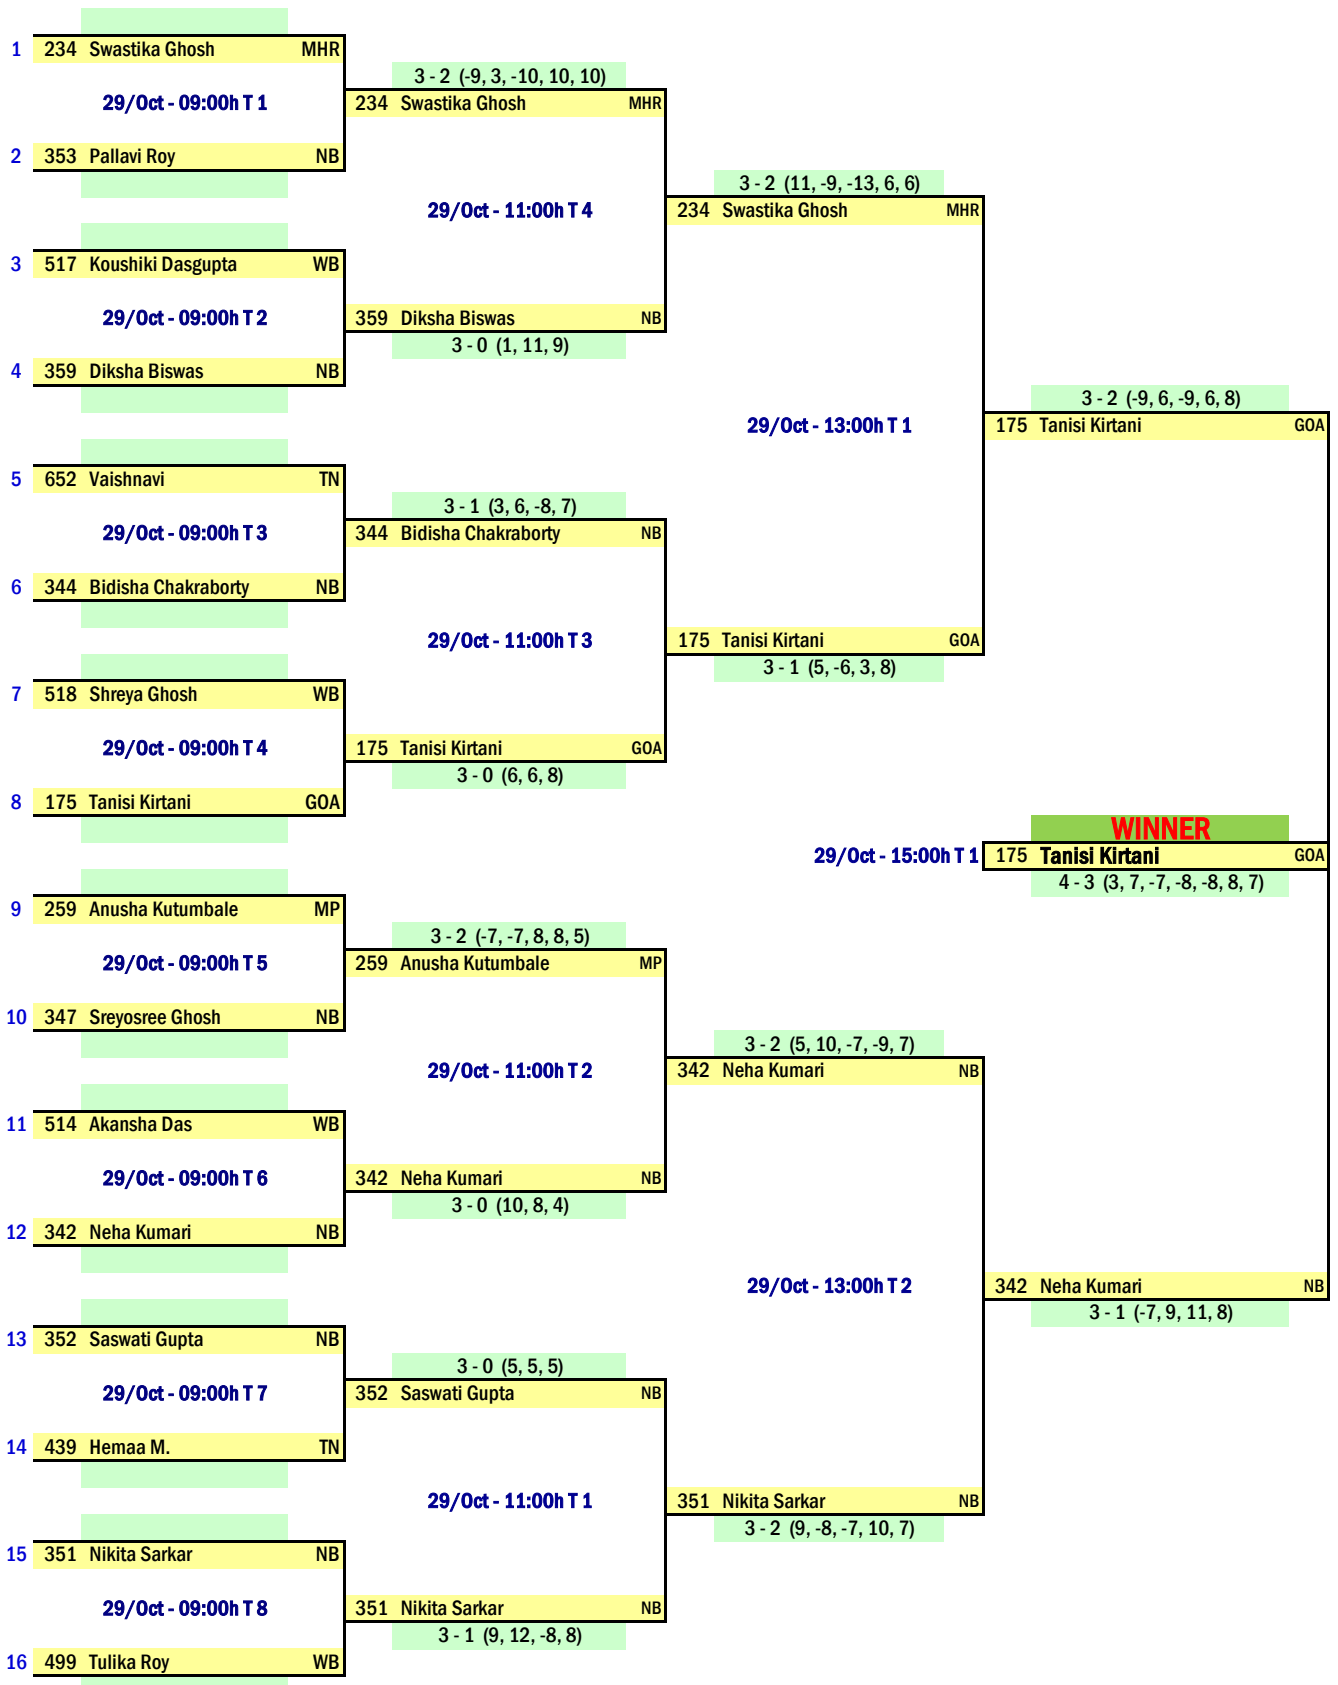 1 234 Swastika Ghosh MHR
3 - 2 (-9, 3, -10, 10, 10)
29/Oct - 09:00h T 1
234 Swastika Ghosh MHR
2 353 Pallavi Roy NB
3 - 2 (11, -9, -13, 6, 6)
29/Oct - 11:00h T 4
234 Swastika Ghosh MHR
3 517 Koushiki Dasgupta WB
29/Oct - 09:00h T 2
359 Diksha Biswas NB
3 - 0 (1, 11, 9)
4 359 Diksha Biswas NB
3 - 2 (-9, 6, -9, 6, 8)
29/Oct - 13:00h T 1
175 Tanisi Kirtani GOA
5 652 Vaishnavi TN
3 - 1 (3, 6, -8, 7)
29/Oct - 09:00h T 3
344 Bidisha Chakraborty NB
6 344 Bidisha Chakraborty NB
29/Oct - 11:00h T 3
175 Tanisi Kirtani GOA
3 - 1 (5, -6, 3, 8)
7 518 Shreya Ghosh WB
29/Oct - 09:00h T 4
175 Tanisi Kirtani GOA
3 - 0 (6, 6, 8)
8 175 Tanisi Kirtani GOA
WINNER
29/Oct - 15:00h T 1
175 Tanisi Kirtani GOA
4 - 3 (3, 7, -7, -8, -8, 8, 7)
9 259 Anusha Kutumbale MP
3 - 2 (-7, -7, 8, 8, 5)
29/Oct - 09:00h T 5
259 Anusha Kutumbale MP
10 347 Sreyosree Ghosh NB
3 - 2 (5, 10, -7, -9, 7)
29/Oct - 11:00h T 2
342 Neha Kumari NB
11 514 Akansha Das WB
29/Oct - 09:00h T 6
342 Neha Kumari NB
3 - 0 (10, 8, 4)
12 342 Neha Kumari NB
29/Oct - 13:00h T 2
342 Neha Kumari NB
3 - 1 (-7, 9, 11, 8)
13 352 Saswati Gupta NB
3 - 0 (5, 5, 5)
29/Oct - 09:00h T 7
352 Saswati Gupta NB
14 439 Hemaa M. TN
29/Oct - 11:00h T 1
351 Nikita Sarkar NB
3 - 2 (9, -8, -7, 10, 7)
15 351 Nikita Sarkar NB
29/Oct - 09:00h T 8
351 Nikita Sarkar NB
3 - 1 (9, 12, -8, 8)
16 499 Tulika Roy WB